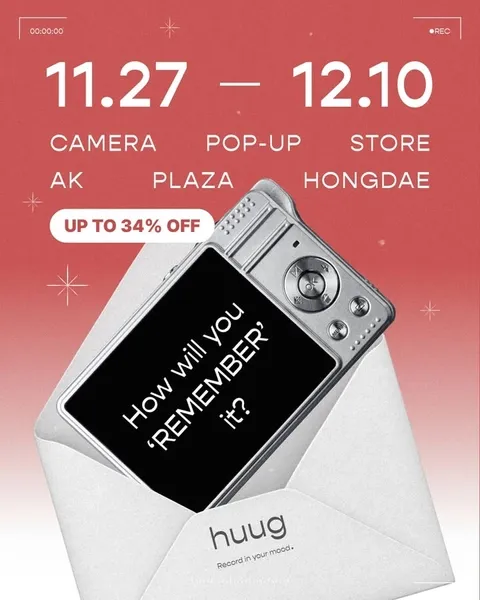 00:00:00
●REC
11.27 — 12.10
CAMERA POP-UP STORE
AK PLAZA HONGDAE
UP TO 34% OFF
How will you
'REMEMBER'
it?
huug
Record in your mood.